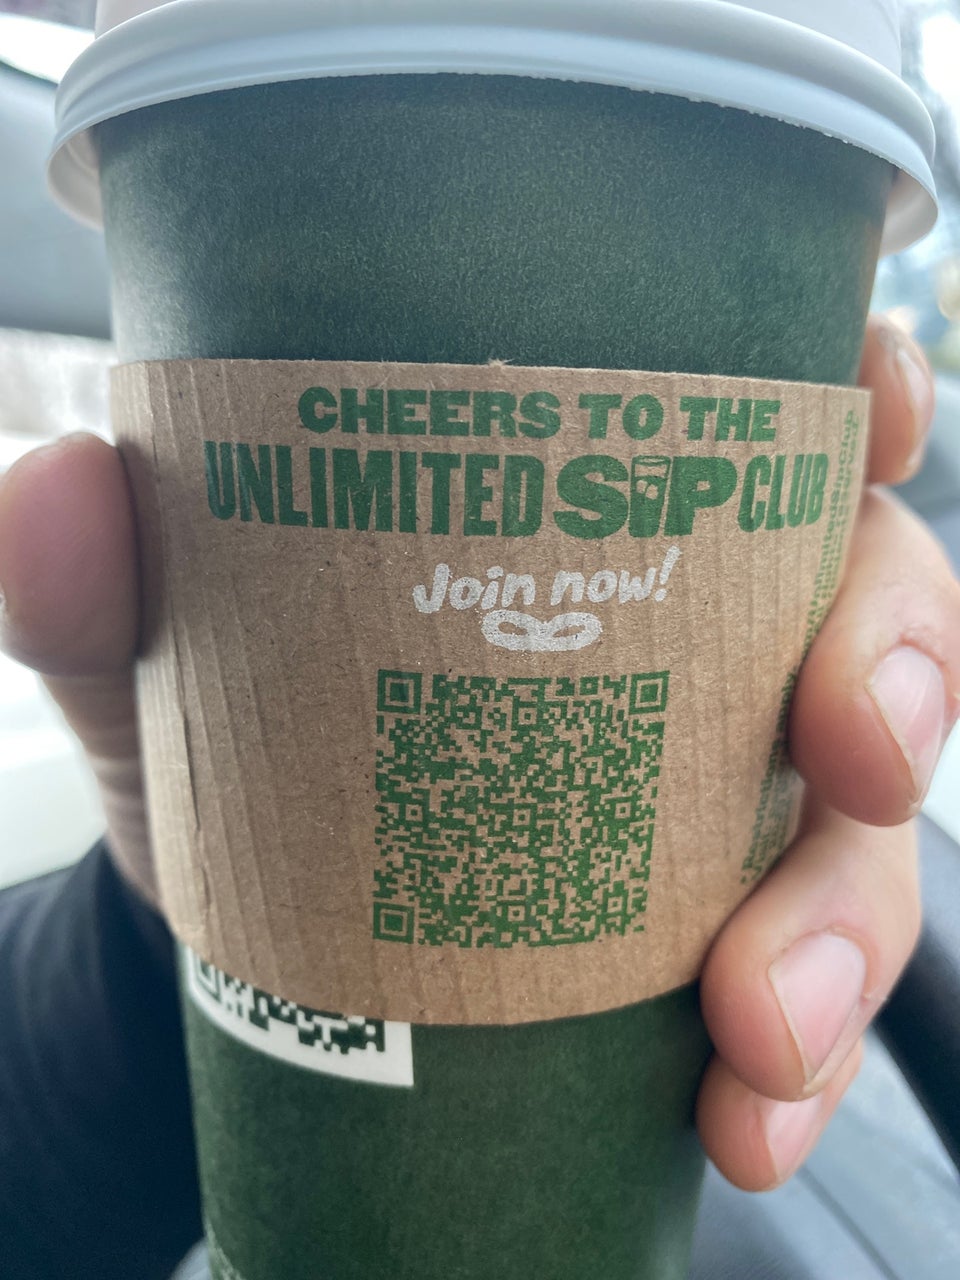 CHEERS TO THE
UNLIMITED SIP CLUB
Join now!